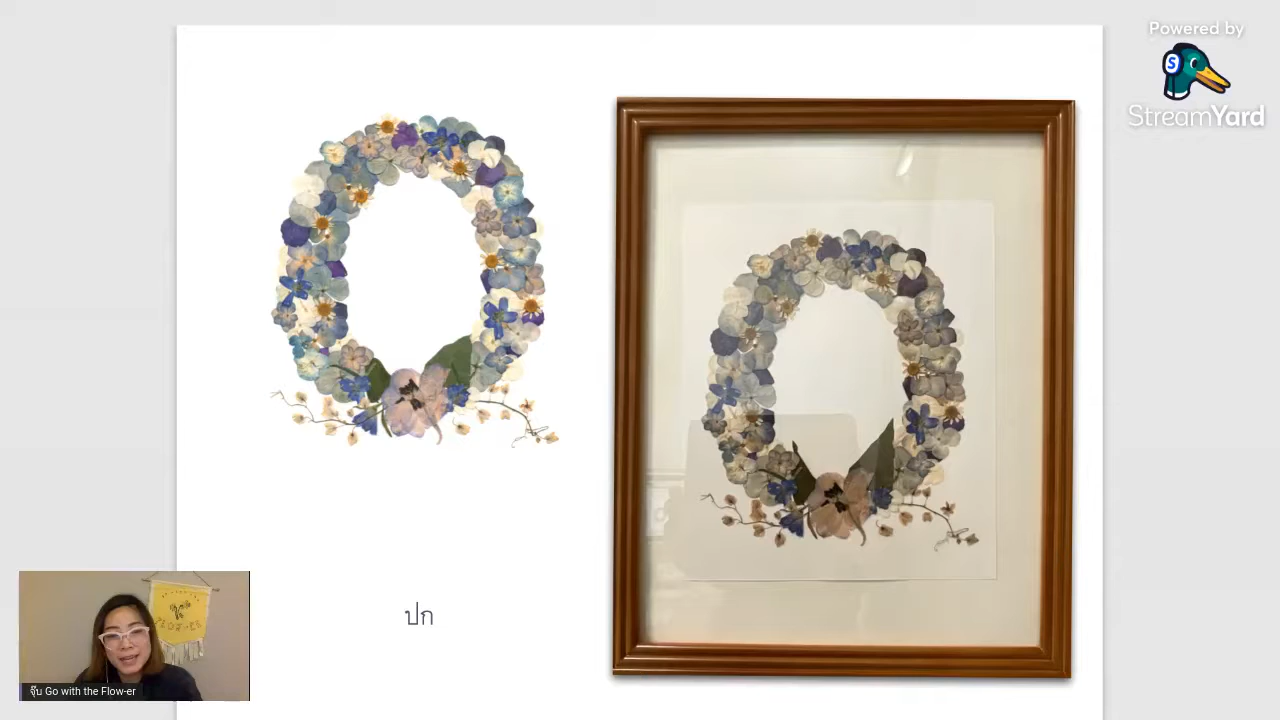 Powered by
StreamYard
ปก
จุ๊บ Go with the Flow-er